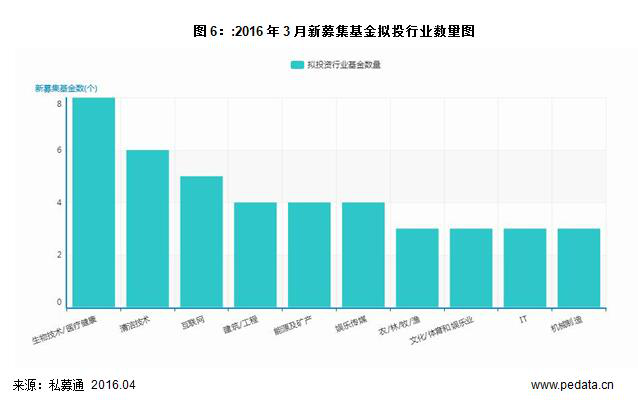 图 6：:2016 年 3 月新募集基金拟投行业数量图
拟投资行业基金数量
新募集基金数(个)
8
6
4
2
0
生物技术/医疗健康
清洁技术
互联网
建筑/工程
能源及矿产
娱乐传媒
农/林/牧/渔
文化/体育和娱乐业
IT
机械制造
来源：私募通 2016.04
www.pedata.cn